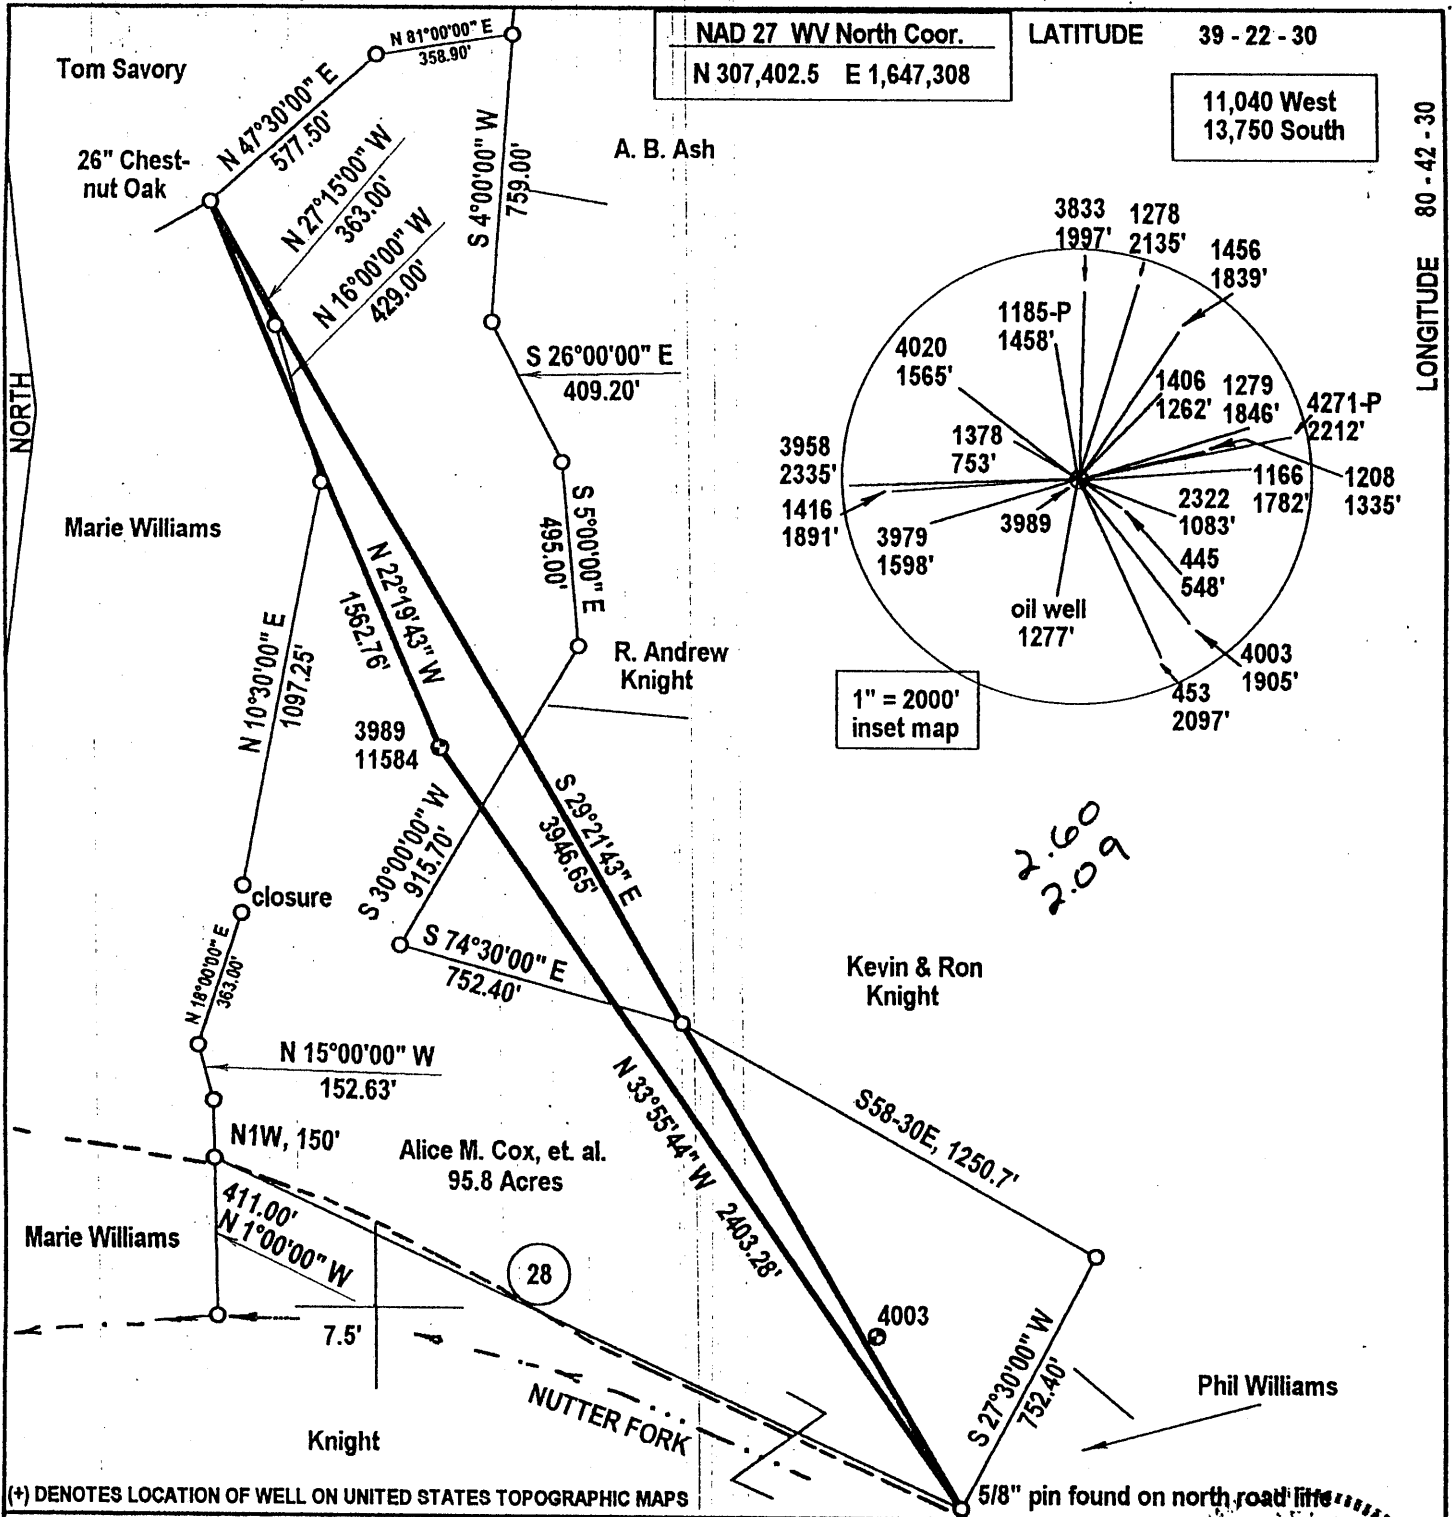 NAD 27 WV North Coor.
N 307,402.5 E 1,647,308
LATITUDE 39 - 22 - 30
11,040 West
13,750 South
LONGITUDE 80 - 42 - 30
Tom Savory
N 81°00'00" E
358.90'
N 47°30'00" E
577.50'
26" Chest-
nut Oak
N 27°15'00" W
363.00'
N 16°00'00" W
429.00'
S 4°00'00" W
759.00'
A. B. Ash
NORTH
S 26°00'00" E
409.20'
S 5°00'00" E
495.00'
Marie Williams
N 22°19'43" W
1562.76'
N 10°30'00" E
1097.25'
R. Andrew
Knight
3989
11584
S 29°21'43" E
3946.65'
S 30°00'00" W
915.70'
closure
S 74°30'00" E
752.40'
N 18°00'00" E
363.00'
N 15°00'00" W
152.63'
N1W, 150'
Alice M. Cox, et. al.
95.8 Acres
N 33°55'44" W 2403.28'
Kevin & Ron
Knight
S58-30E, 1250.7'
Marie Williams
411.00'
N 1°00'00" W
28
7.5'
4003
S 27°30'00" W
752.40'
Phil Williams
NUTTER FORK
Knight
3833
1997'
1278
2135'
1456
1839'
1185-P
1458'
4020
1565'
1406
1262'
1279
1846'
4271-P
2212'
1378
753'
3958
2335'
1416
1891'
3979
1598'
3989
1166
1782'
1208
1335'
2322
1083'
445
548'
oil well
1277'
4003
1905'
453
2097'
1" = 2000'
inset map
2.60
2.09
(+) DENOTES LOCATION OF WELL ON UNITED STATES TOPOGRAPHIC MAPS
5/8" pin found on north road line